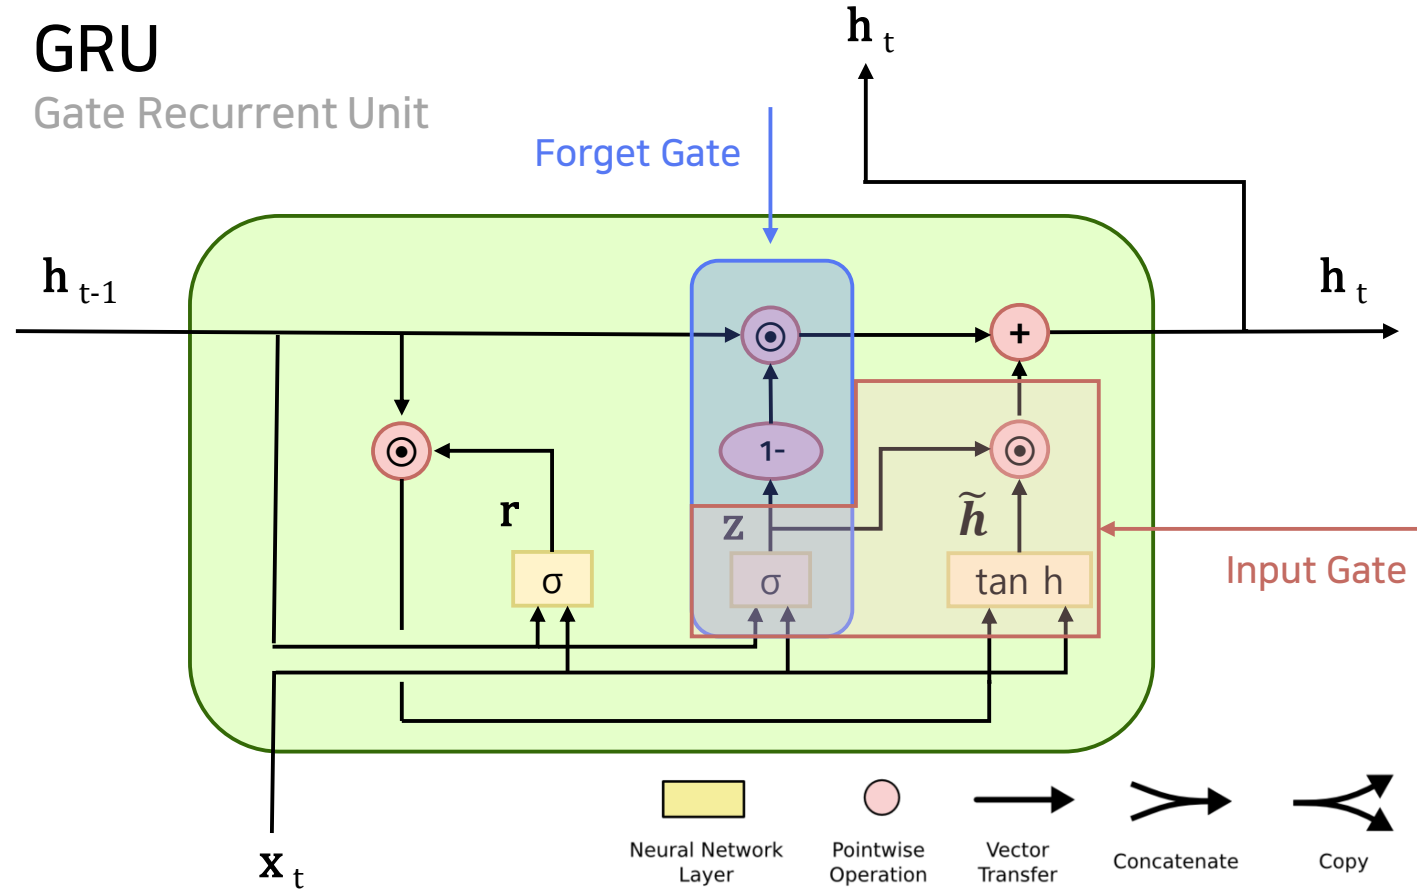 GRU
Gate Recurrent Unit
h t
Forget Gate
h t-1
h t
⊙
+
⊙
1-
⊙
r
z
h̃
σ
σ
tan h
Input Gate
x t
Neural Network
Layer
Pointwise
Operation
Vector
Transfer
Concatenate
Copy